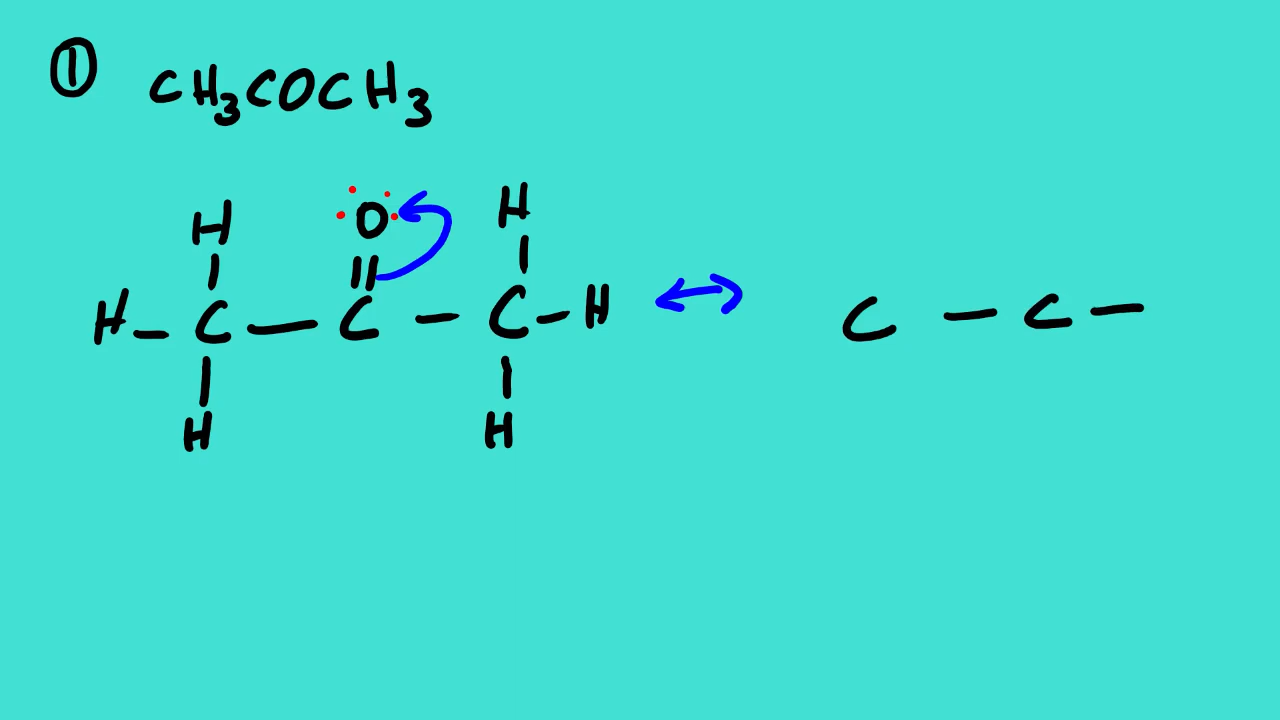 ① CH₃COCH₃
H O H
H – C – C – C – H ↔ C – C –
H H